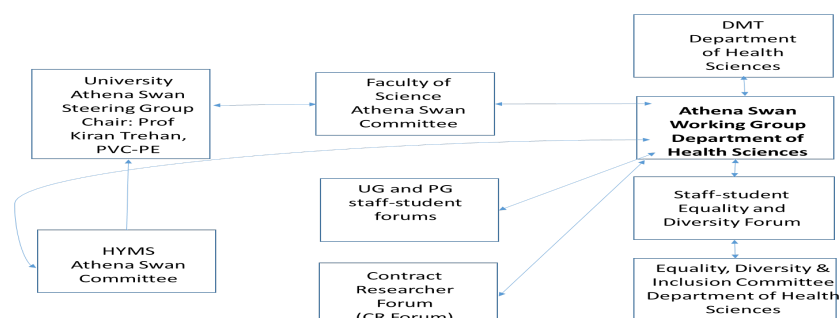 DMT
Department
of Health
Sciences
University
Athena Swan
Steering Group
Chair: Prof
Kiran Trehan,
PVC-PE
Faculty of
Science
Athena Swan
Committee
Athena Swan
Working Group
Department of
Health Sciences
UG and PG
staff-student
forums
Staff-student
Equality and
Diversity Forum
HYMS
Athena Swan
Committee
Contract
Researcher
Forum
(CR Forum)
Equality, Diversity &
Inclusion Committee
Department of Health
Sciences